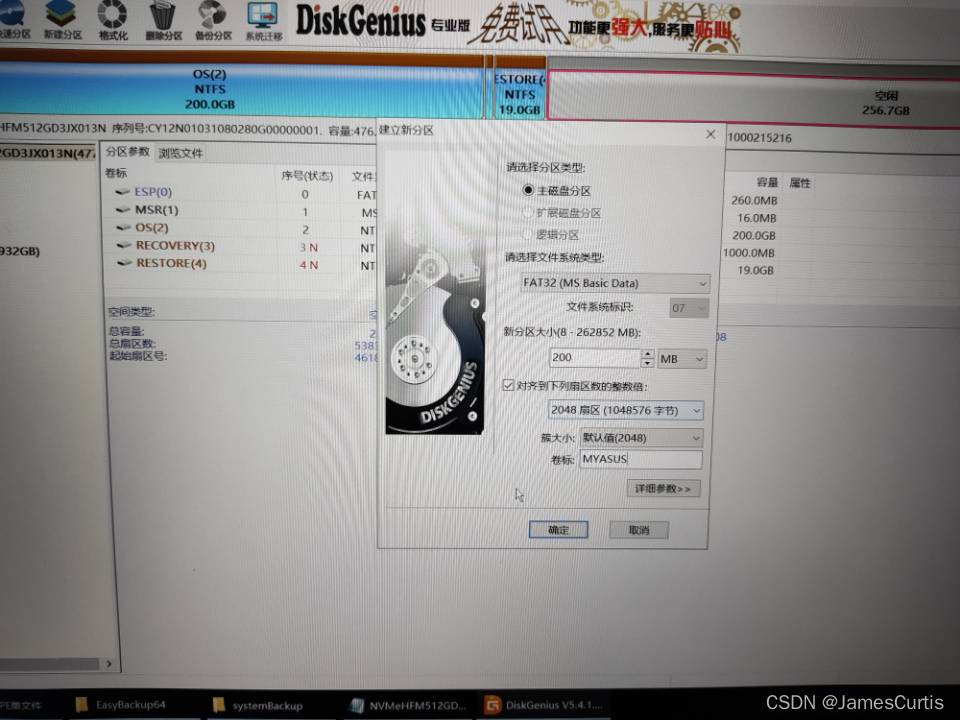 快速分区 新建分区 格式化 删除分区 备份分区 系统迁移 DiskGenius 专业版 免费试用 功能更强大,服务更贴心
OS(2)
NTFS
200.0GB
ESTORE(
NTFS
19.0GB
空闲
256.7GB
HFM512GD3JX013N 序列号:CY12N01031080280G00000001. 容量:476. 1000215216
2GD3JX013N(477
932GB)
分区参数 浏览文件
卷标 序号(状态) 文件 容量 属性
ESP(0) 0 FAT 260.0MB
MSR(1) 1 MS 16.0MB
OS(2) 2 NT 200.0GB
RECOVERY(3) 3 N NT 1000.0MB
RESTORE(4) 4 N NT 19.0GB
空间类型:
总容量:
总扇区数: 538
起始扇区号: 461
建立新分区
请选择分区类型:
主磁盘分区
扩展磁盘分区
逻辑分区
请选择文件系统类型:
FAT32 (MS Basic Data)
文件系统标识: 07
新分区大小(8 - 262852 MB):
200 MB
对齐到下列扇区数的整数倍:
2048 扇区 (1048576 字节)
簇大小: 默认值(2048)
卷标: MYASUS
详细参数>>
确定 取消
DISKGENIUS
EasyBackup64 systemBackup NVMeHFM512GD... DiskGenius V5.4.1....
CSDN @JamesCurtis